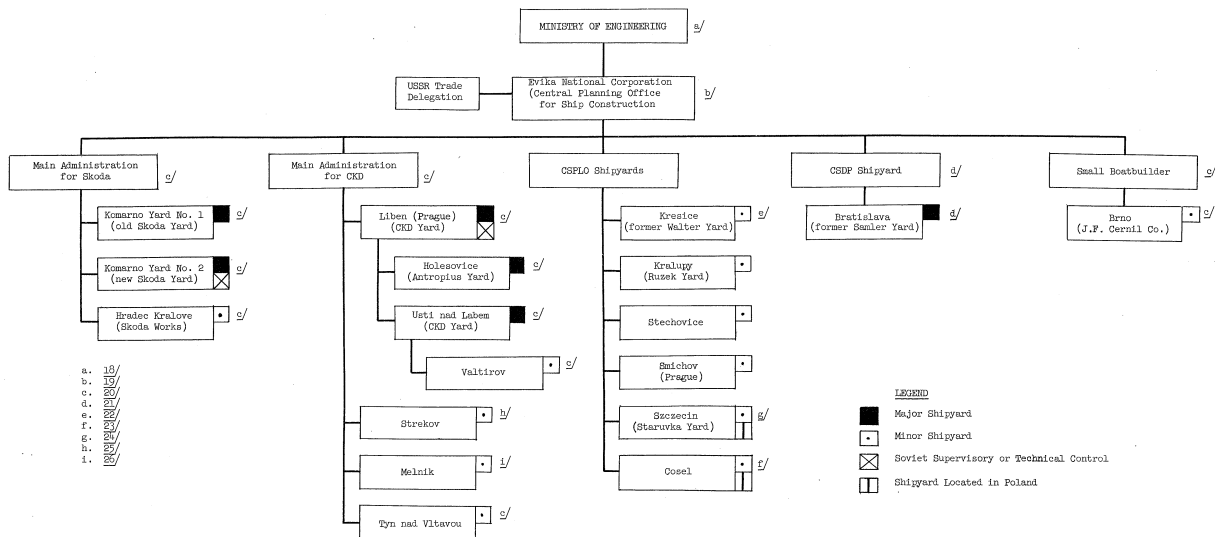 MINISTRY OF ENGINEERING
a/
USSR Trade
Delegation
Evika National Corporation
(Central Planning Office
for Ship Construction
b/
Main Administration
for Skoda
c/
Main Administration
for CKD
c/
CSPLO Shipyards
CSDP Shipyard
d/
Small Boatbuilder
c/
Komarno Yard No. 1
(old Skoda Yard)
c/
Komarno Yard No. 2
(new Skoda Yard)
c/
Hradec Kralove
(Skoda Works)
c/
Liben (Prague)
(CKD Yard)
c/
Holesovice
(Antropius Yard)
c/
Usti nad Labem
(CKD Yard)
c/
Valtirov
c/
Strekov
h/
Melnik
i/
Tyn nad Vltavou
c/
Kresice
(former Walter Yard)
e/
Kralupy
(Ruzek Yard)
Stechovice
Smichov
(Prague)
Szczecin
(Staruvka Yard)
g/
Cosel
f/
Bratislava
(former Samler Yard)
d/
Brno
(J.F. Cernil Co.)
c/
a. 18/
b. 19/
c. 20/
d. 21/
e. 22/
f. 23/
g. 24/
h. 25/
i. 26/
LEGEND
Major Shipyard
Minor Shipyard
Soviet Supervisory or Technical Control
Shipyard Located in Poland